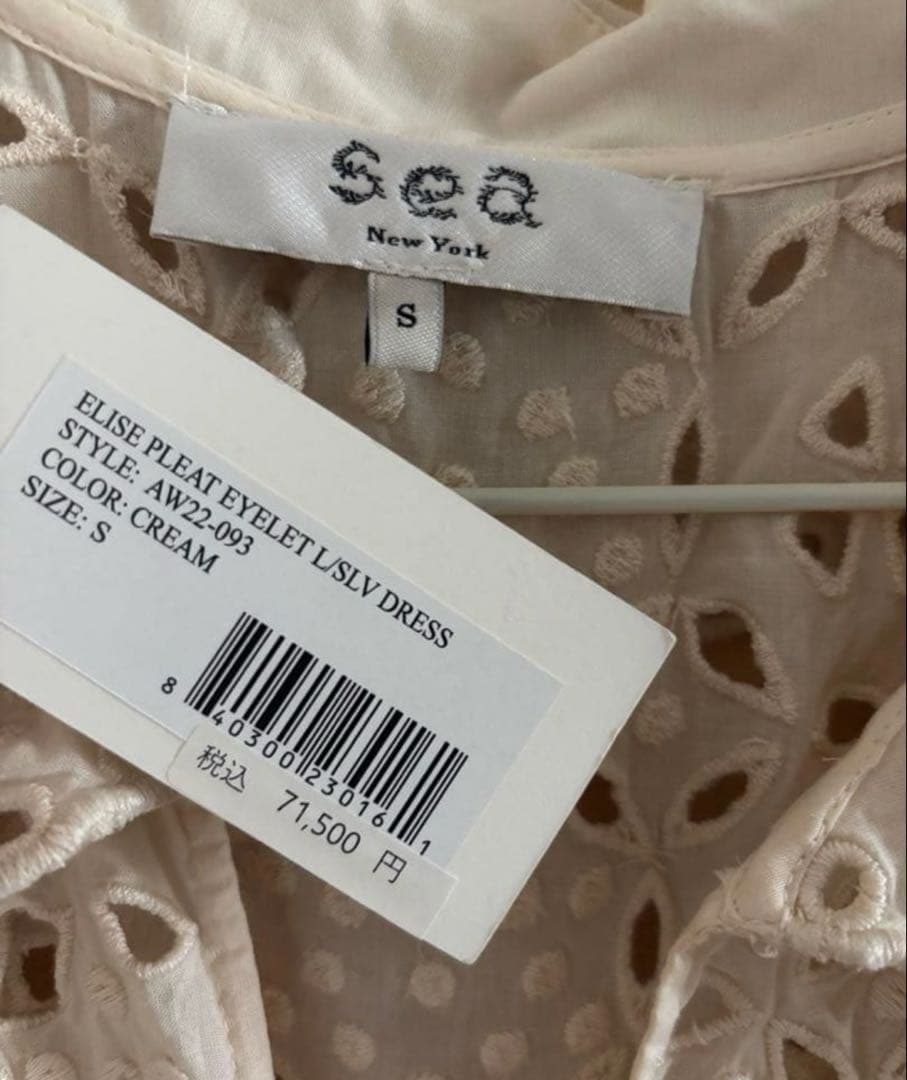 sea
New York
S
ELISE PLEAT EYELET L/SLV DRESS
STYLE: AW22-093
COLOR: CREAM
SIZE: S
8 40300 23016 1
税込 71,500 円